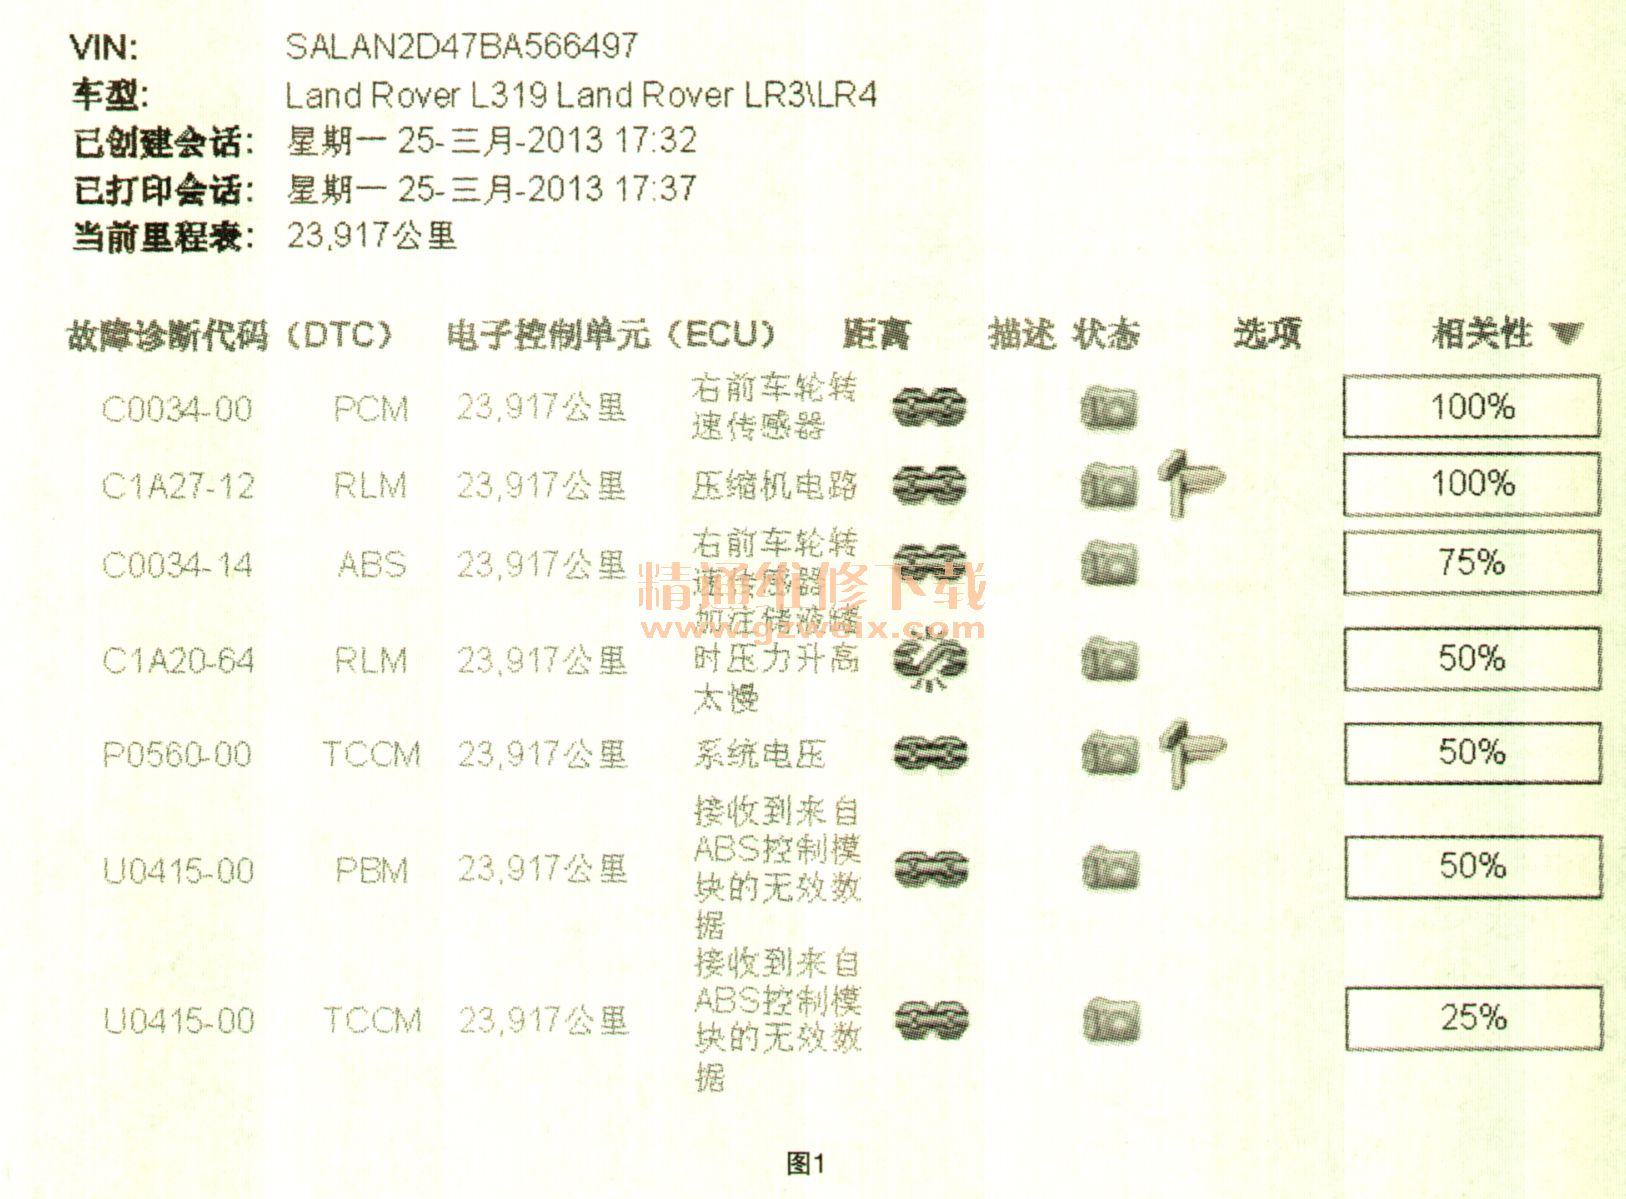 VIN: SALAN2D47BA566497
车型: Land Rover L319 Land Rover LR3\LR4
已创建会话: 星期一 25-三月-2013 17:32
已打印会话: 星期一 25-三月-2013 17:37
当前里程表: 23,917公里
故障诊断代码（DTC） 电子控制单元（ECU） 距离 描述 状态 选项 相关性
C0034-00 PCM 23,917公里 右前车轮转
速传感器 100%
C1A27-12 RLM 23,917公里 压缩机电路 100%
C0034-14 ABS 23,917公里 右前车轮转
速传感器 75%
精通维修下载
www.gzweix.com
加注储液罐
C1A20-64 RLM 23,917公里 时压力升高
太慢 50%
P0560-00 TCCM 23,917公里 系统电压 50%
接收到来自
ABS控制模
U0415-00 PBM 23,917公里 块的无效数
据 50%
接收到来自
ABS控制模
U0415-00 TCCM 23,917公里 块的无效数
据 25%
图1